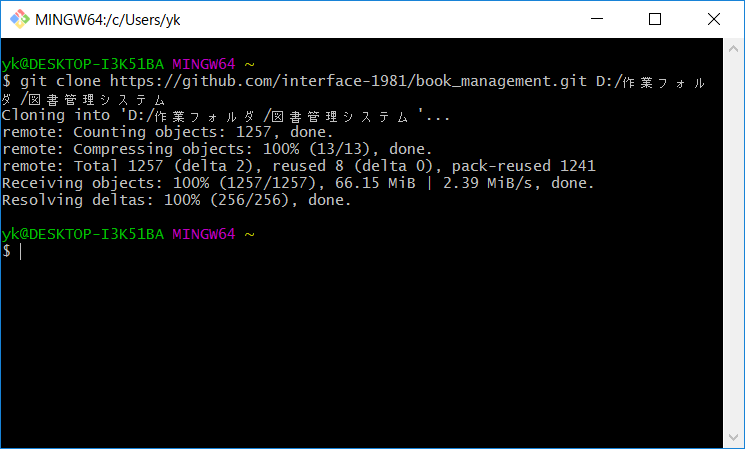 MINGW64:/c/Users/yk
yk@DESKTOP-I3K51BA MINGW64 ~
$ git clone https://github.com/interface-1981/book_management.git D:/作業フォル
ダ/図書管理システム
Cloning into 'D:/作業フォルダ/図書管理システム'...
remote: Counting objects: 1257, done.
remote: Compressing objects: 100% (13/13), done.
remote: Total 1257 (delta 2), reused 8 (delta 0), pack-reused 1241
Receiving objects: 100% (1257/1257), 66.15 MiB | 2.39 MiB/s, done.
Resolving deltas: 100% (256/256), done.
yk@DESKTOP-I3K51BA MINGW64 ~
$